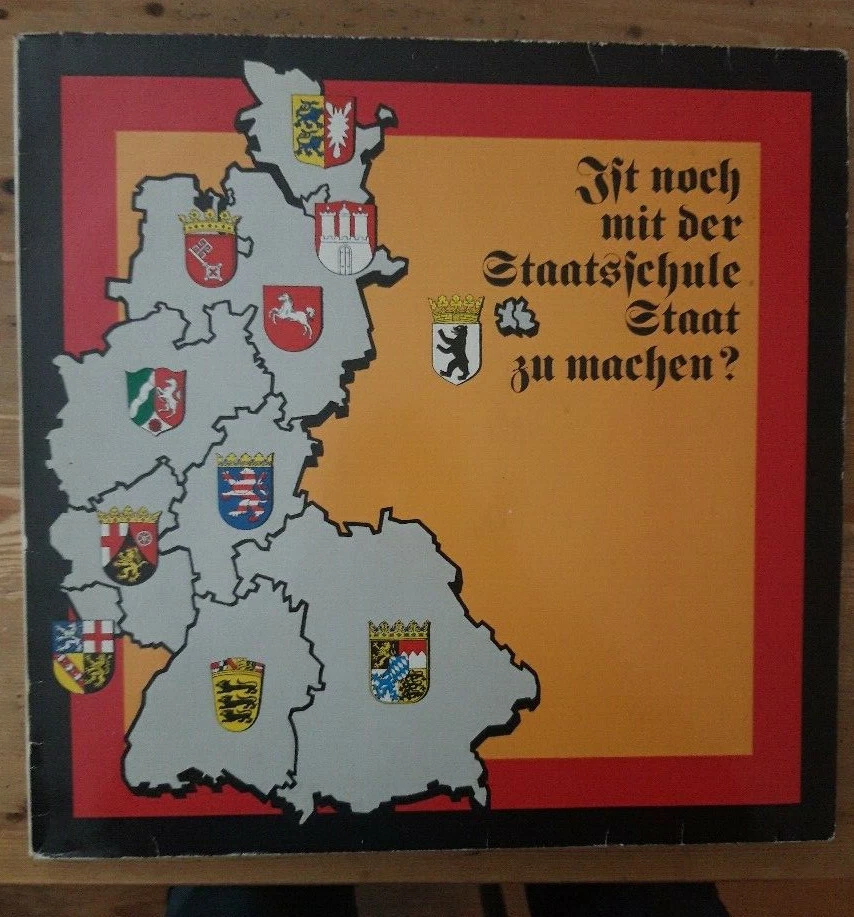 Iſt noch
mit der
Staatsſchule
Staat
zu machen?